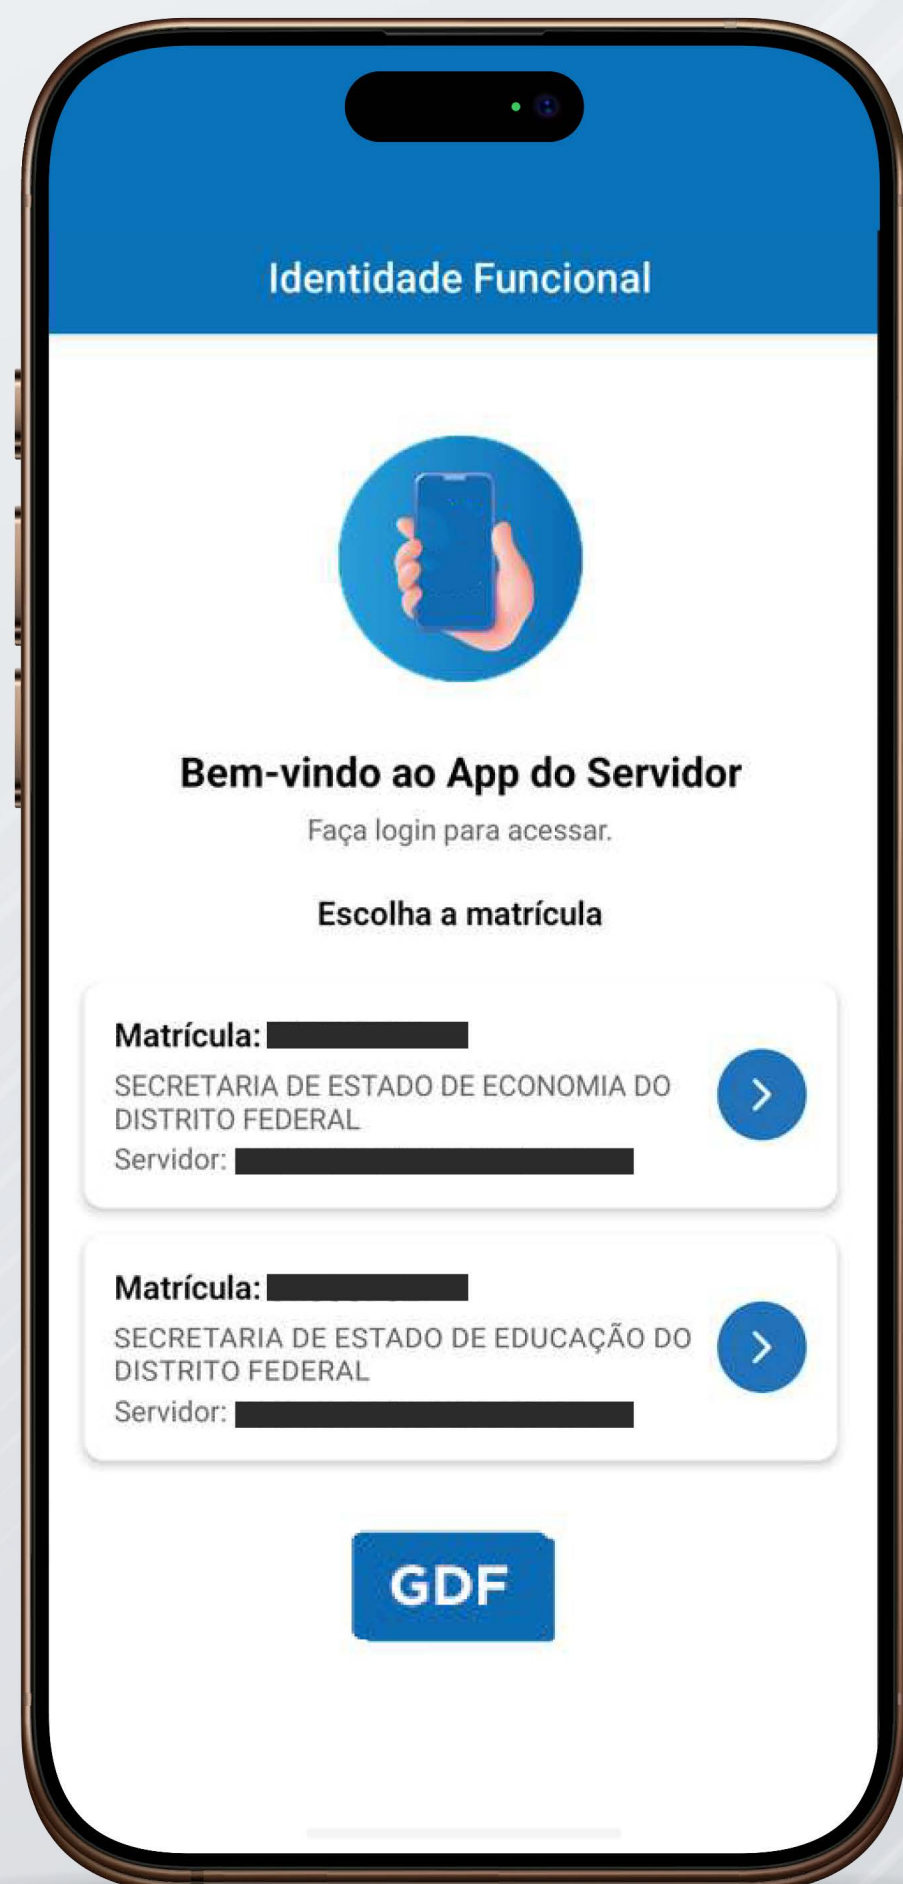 Identidade Funcional
Bem-vindo ao App do Servidor
Faça login para acessar.
Escolha a matrícula
Matrícula:
SECRETARIA DE ESTADO DE ECONOMIA DO
DISTRITO FEDERAL
Servidor:
Matrícula:
SECRETARIA DE ESTADO DE EDUCAÇÃO DO
DISTRITO FEDERAL
Servidor:
GDF